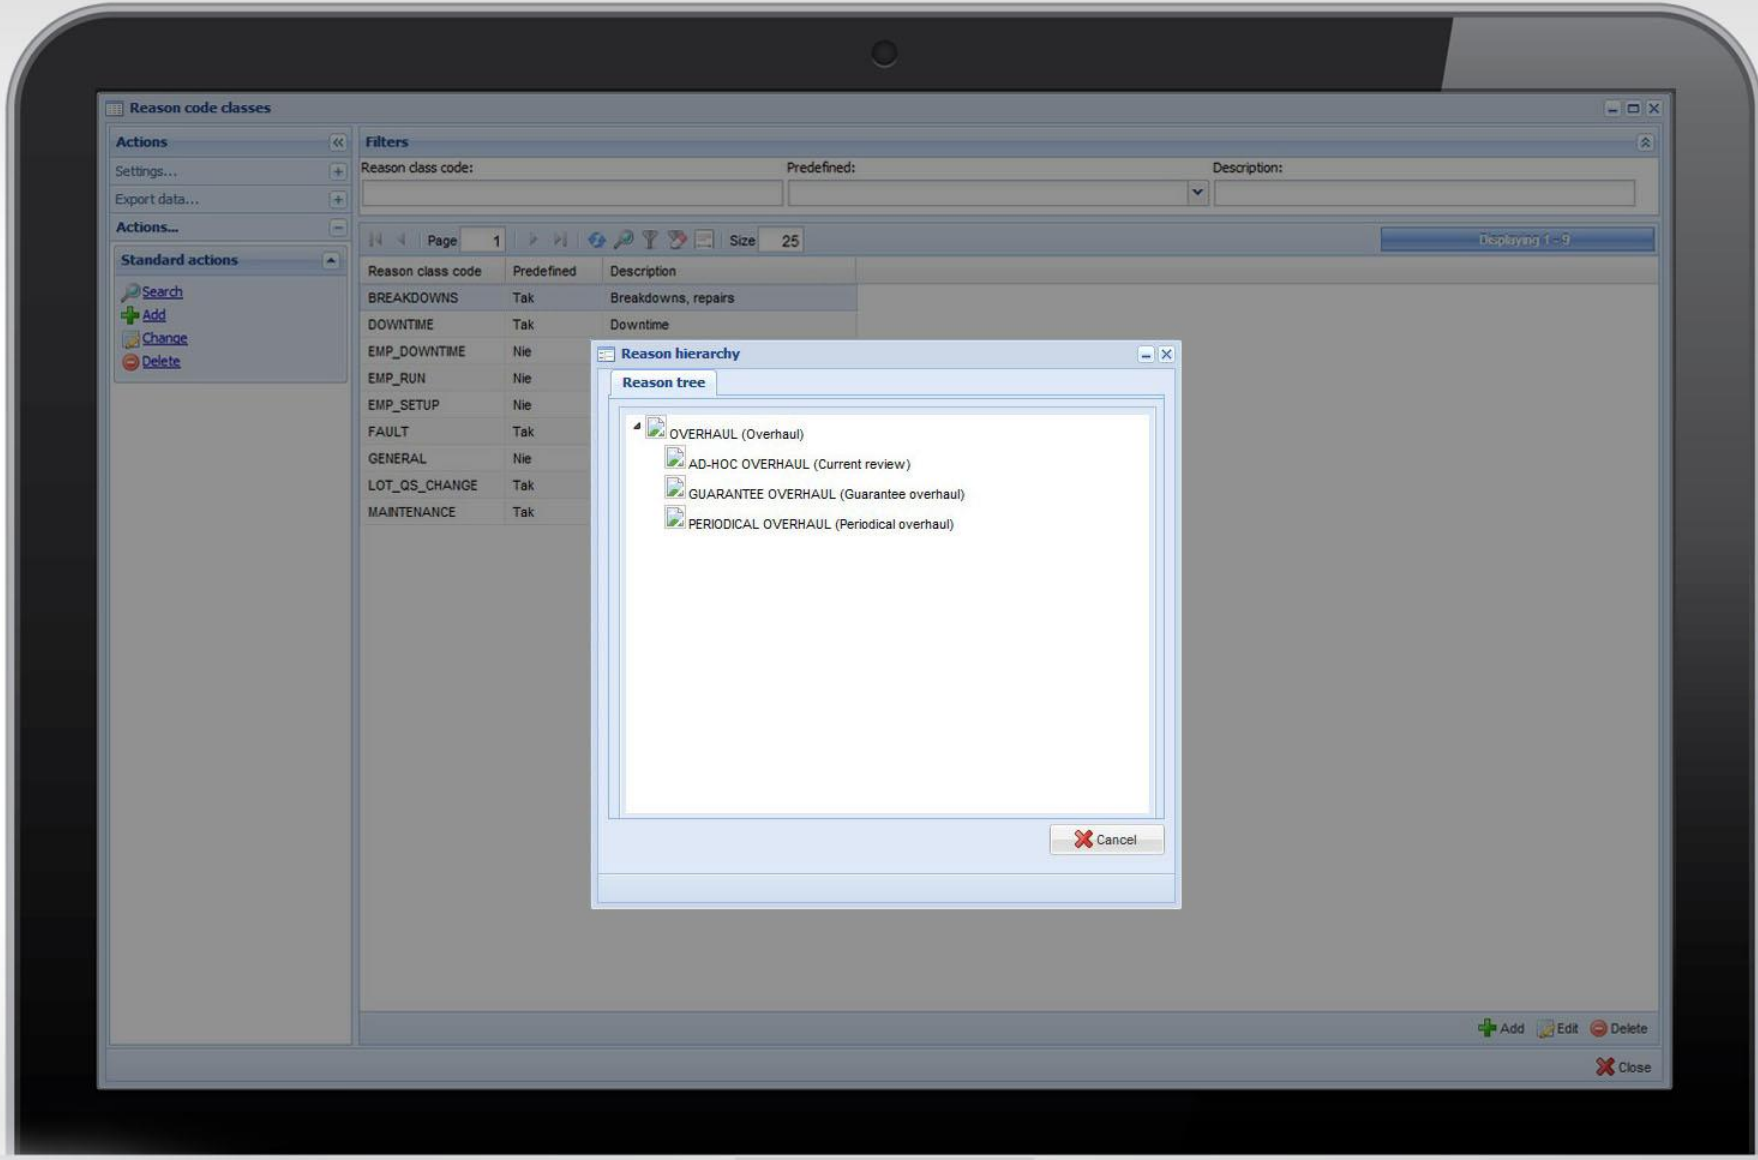 Reason code classes
Actions
Settings...
Export data...
Actions...
Standard actions
Search
Add
Change
Delete
Filters
Reason class code: Predefined: Description:
Page 1 Size 25 Displaying 1 - 9
Reason class code Predefined Description
BREAKDOWNS Tak Breakdowns, repairs
DOWNTIME Tak Downtime
EMP_DOWNTIME Nie
EMP_RUN Nie
EMP_SETUP Nie
FAULT Tak
GENERAL Nie
LOT_QS_CHANGE Tak
MAINTENANCE Tak
Reason hierarchy
Reason tree
OVERHAUL (Overhaul)
AD-HOC OVERHAUL (Current review)
GUARANTEE OVERHAUL (Guarantee overhaul)
PERIODICAL OVERHAUL (Periodical overhaul)
Cancel
Add Edit Delete
Close